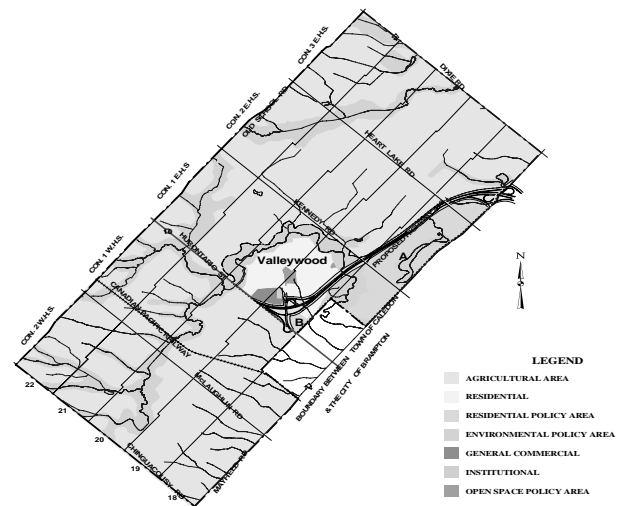 CON. 3 E.H.S.
DIXIE RD
CON. 2 E.H.S.
OLD SCHOOL RD
HEART LAKE RD
CON. 1 E.H.S
KENNEDY RD
CON. 1 W.H.S.
HURONTARIO ST
Valleywood
PROPOSED
A
N
S
CON. 2 W.H.S.
CANADIAN PACIFIC RAILWAY
B
BOUNDARY BETWEEN TOWN OF CALEDON
& THE CITY OF BRAMPTON
McLAUGHLIN RD
22
21
20
19
18
CHINGUACOUSY RD
MAYFIELD RD
LEGEND
AGRICULTURAL AREA
RESIDENTIAL
RESIDENTIAL POLICY AREA
ENVIRONMENTAL POLICY AREA
GENERAL COMMERCIAL
INSTITUTIONAL
OPEN SPACE POLICY AREA